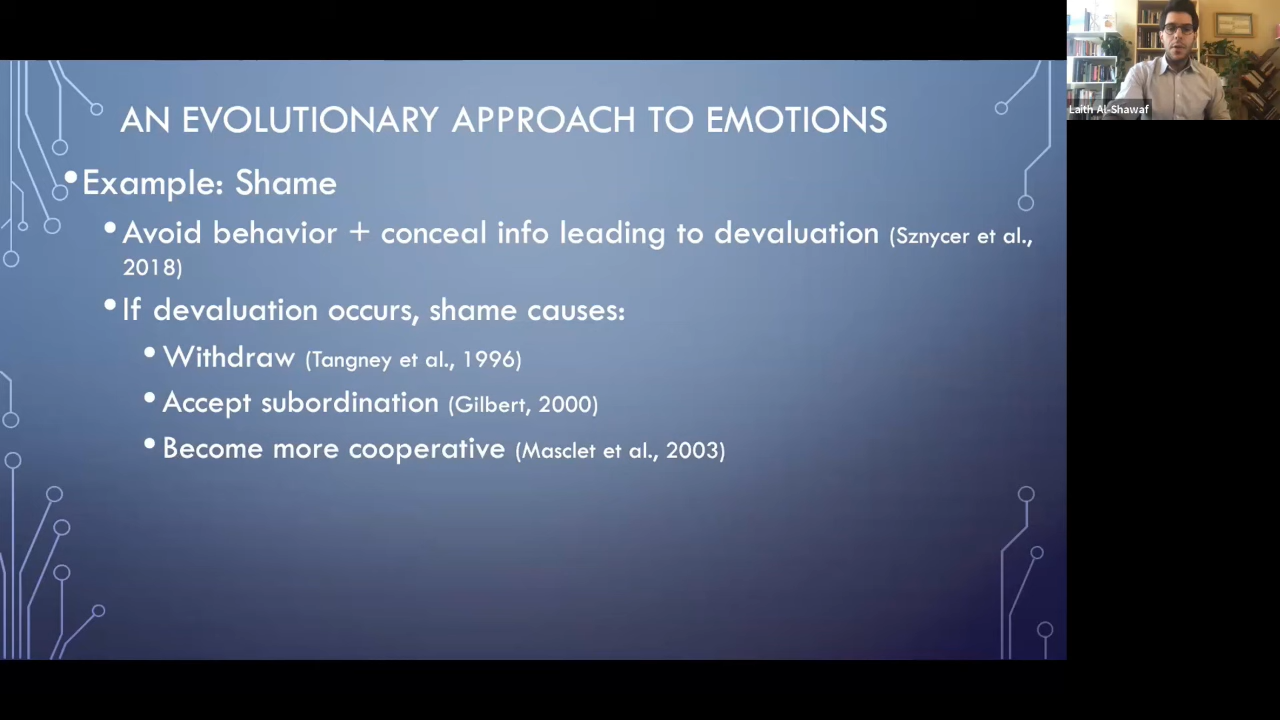 AN EVOLUTIONARY APPROACH TO EMOTIONS
•Example: Shame
•Avoid behavior + conceal info leading to devaluation (Sznycer et al.,
2018)
•If devaluation occurs, shame causes:
•Withdraw (Tangney et al., 1996)
•Accept subordination (Gilbert, 2000)
•Become more cooperative (Masclet et al., 2003)
Laith Al-Shawaf